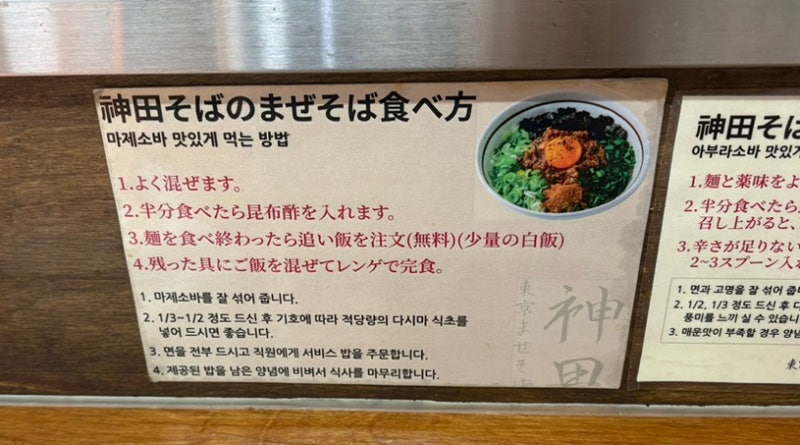 神田そばのまぜそば食べ方
마제소바 맛있게 먹는 방법
1.よく混ぜます。
2.半分食べたら昆布酢を入れます。
3.麺を食べ終わったら追い飯を注文(無料)(少量の白飯)
4.残った具にご飯を混ぜてレンゲで完食。
1. 마제소바를 잘 섞어 줍니다.
2. 1/3~1/2 정도 드신 후 기호에 따라 적당량의 다시마 식초를
넣어 드시면 좋습니다.
3. 면을 전부 드시고 직원에게 서비스 밥을 주문합니다.
4. 제공된 밥을 남은 양념에 비벼서 식사를 마무리합니다.
東京まぜそば
神田
神田そば
아부라소바 맛있게
1.麺と薬味をよ
2.半分食べたら
召し上がると、
3.辛さが足りない
2~3スプーン入れ
1. 면과 고명을 잘 섞어 줍니
2. 1/2, 1/3 정도 드신 후
풍미를 느끼 실 수 있습니
3. 매운맛이 부족할 경우 양념
東京